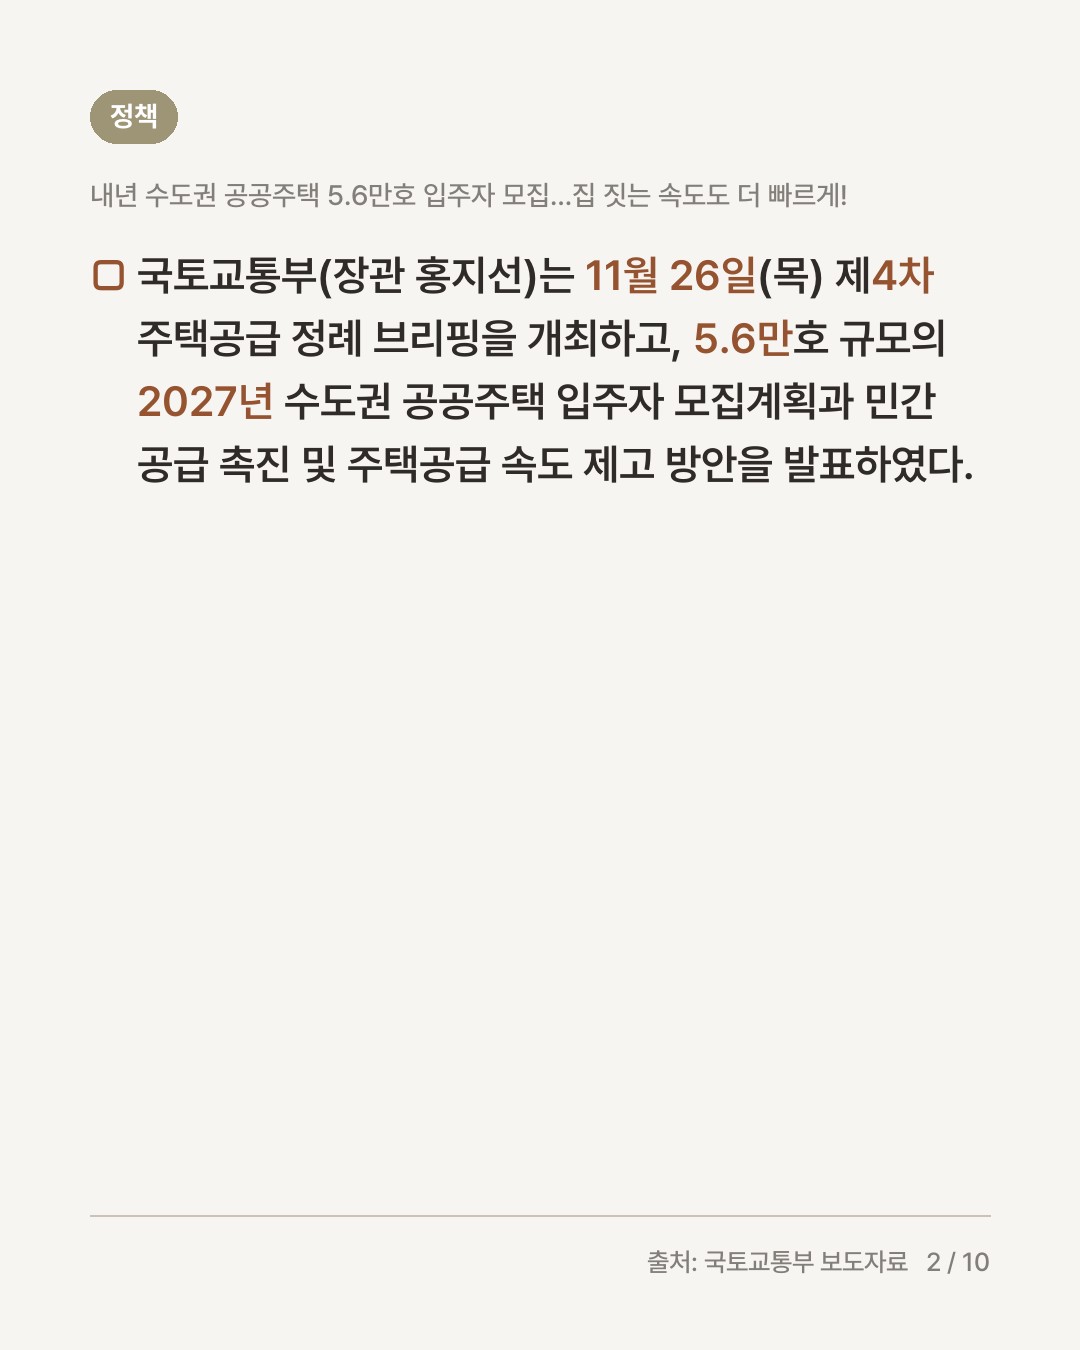 정책
내년 수도권 공공주택 5.6만호 입주자 모집...집 짓는 속도도 더 빠르게!
□ 국토교통부(장관 홍지선)는 11월 26일(목) 제4차
주택공급 정례 브리핑을 개최하고, 5.6만호 규모의
2027년 수도권 공공주택 입주자 모집계획과 민간
공급 촉진 및 주택공급 속도 제고 방안을 발표하였다.
출처: 국토교통부 보도자료 2 / 10